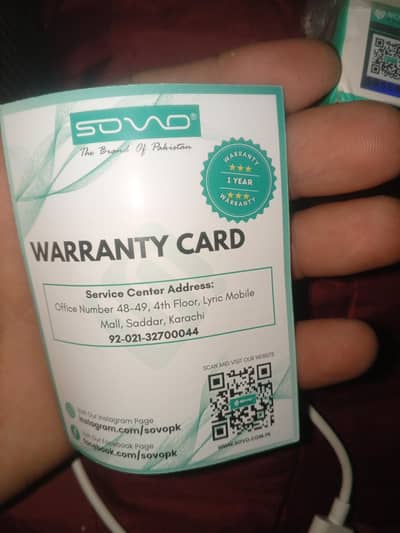 SOVO®
The Brand Of Pakistan
WARRANTY
1 YEAR
WARRANTY
WARRANTY CARD
Service Center Address:
Office Number 48-49, 4th Floor, Lyric Mobile
Mall, Saddar, Karachi
92-021-32700044
SCAN AND VISIT OUR WEBSITE
Visit Our Instagram Page
instagram.com/sovopk
Visit Our Facebook Page
facebook.com/sovopk
WWW.SOVO.COM.PK